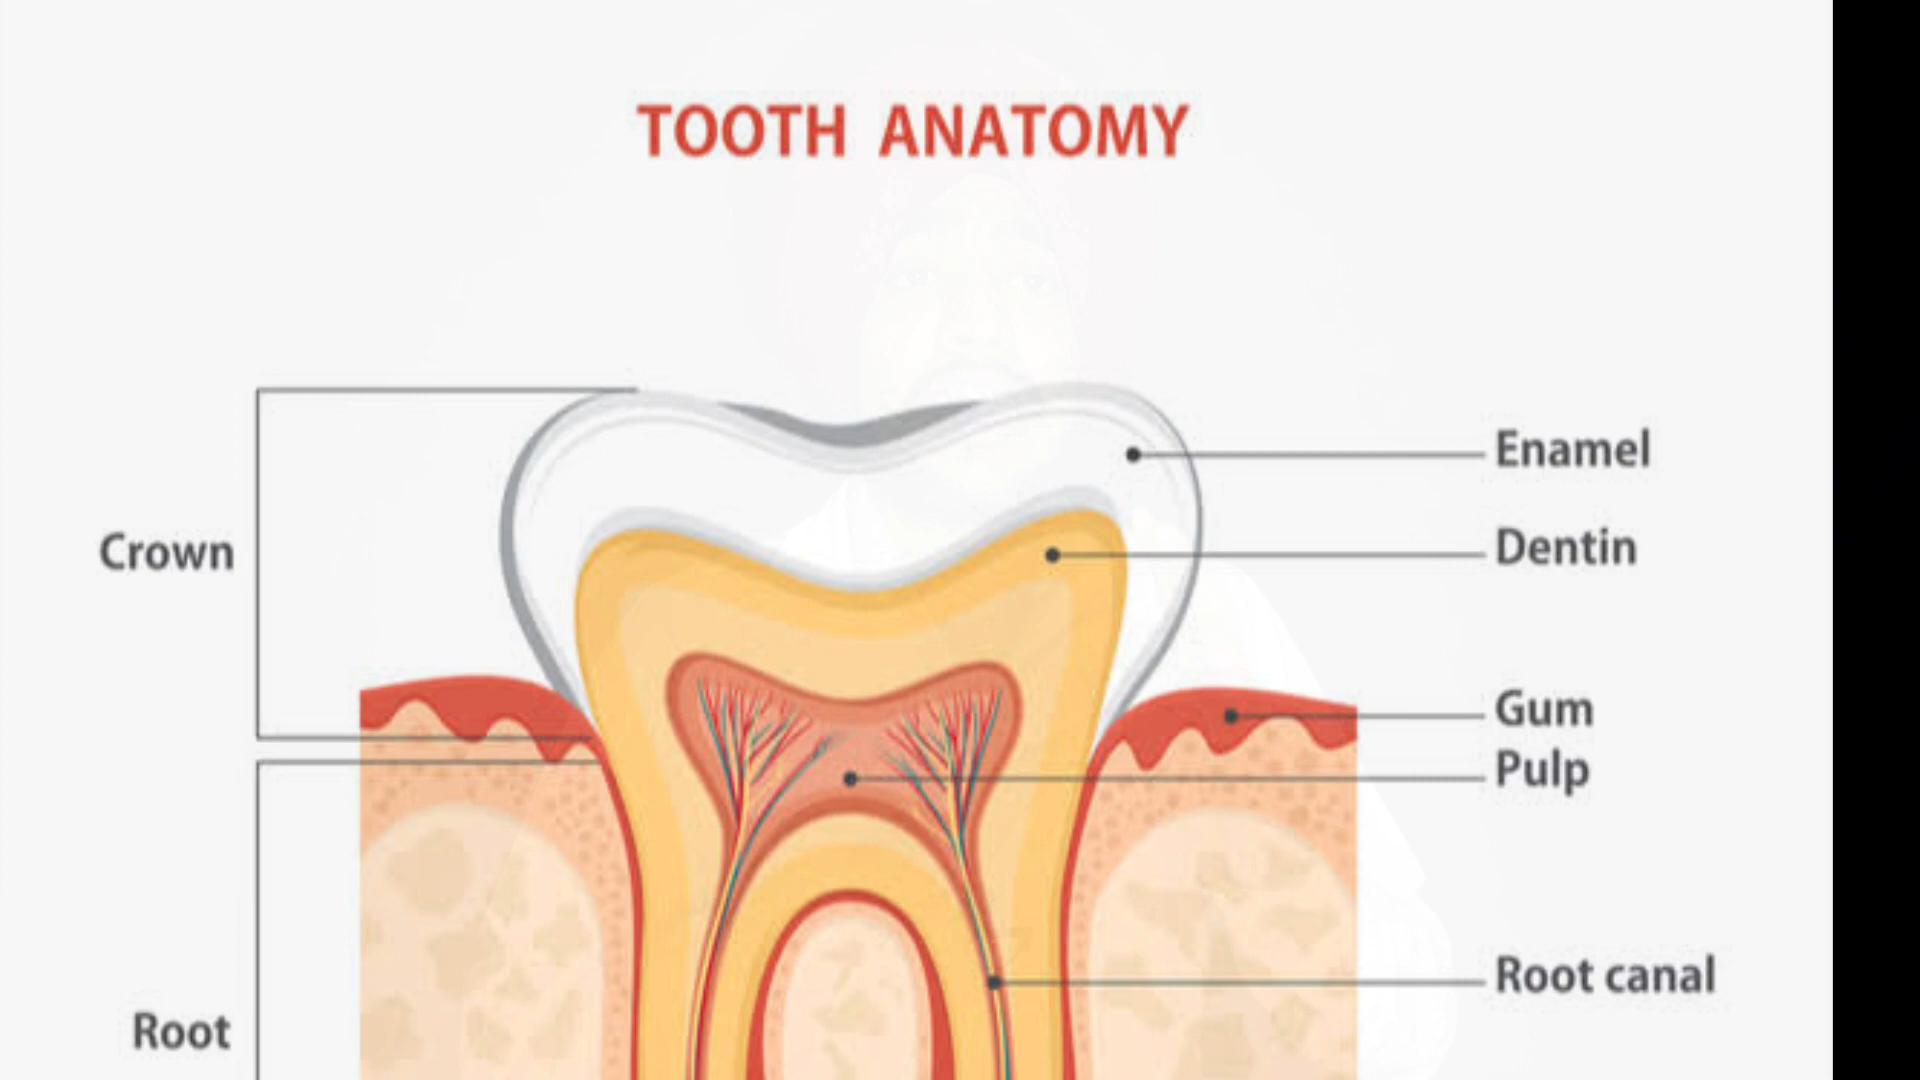 TOOTH ANATOMY
Crown
Root
Enamel
Dentin
Gum
Pulp
Root canal